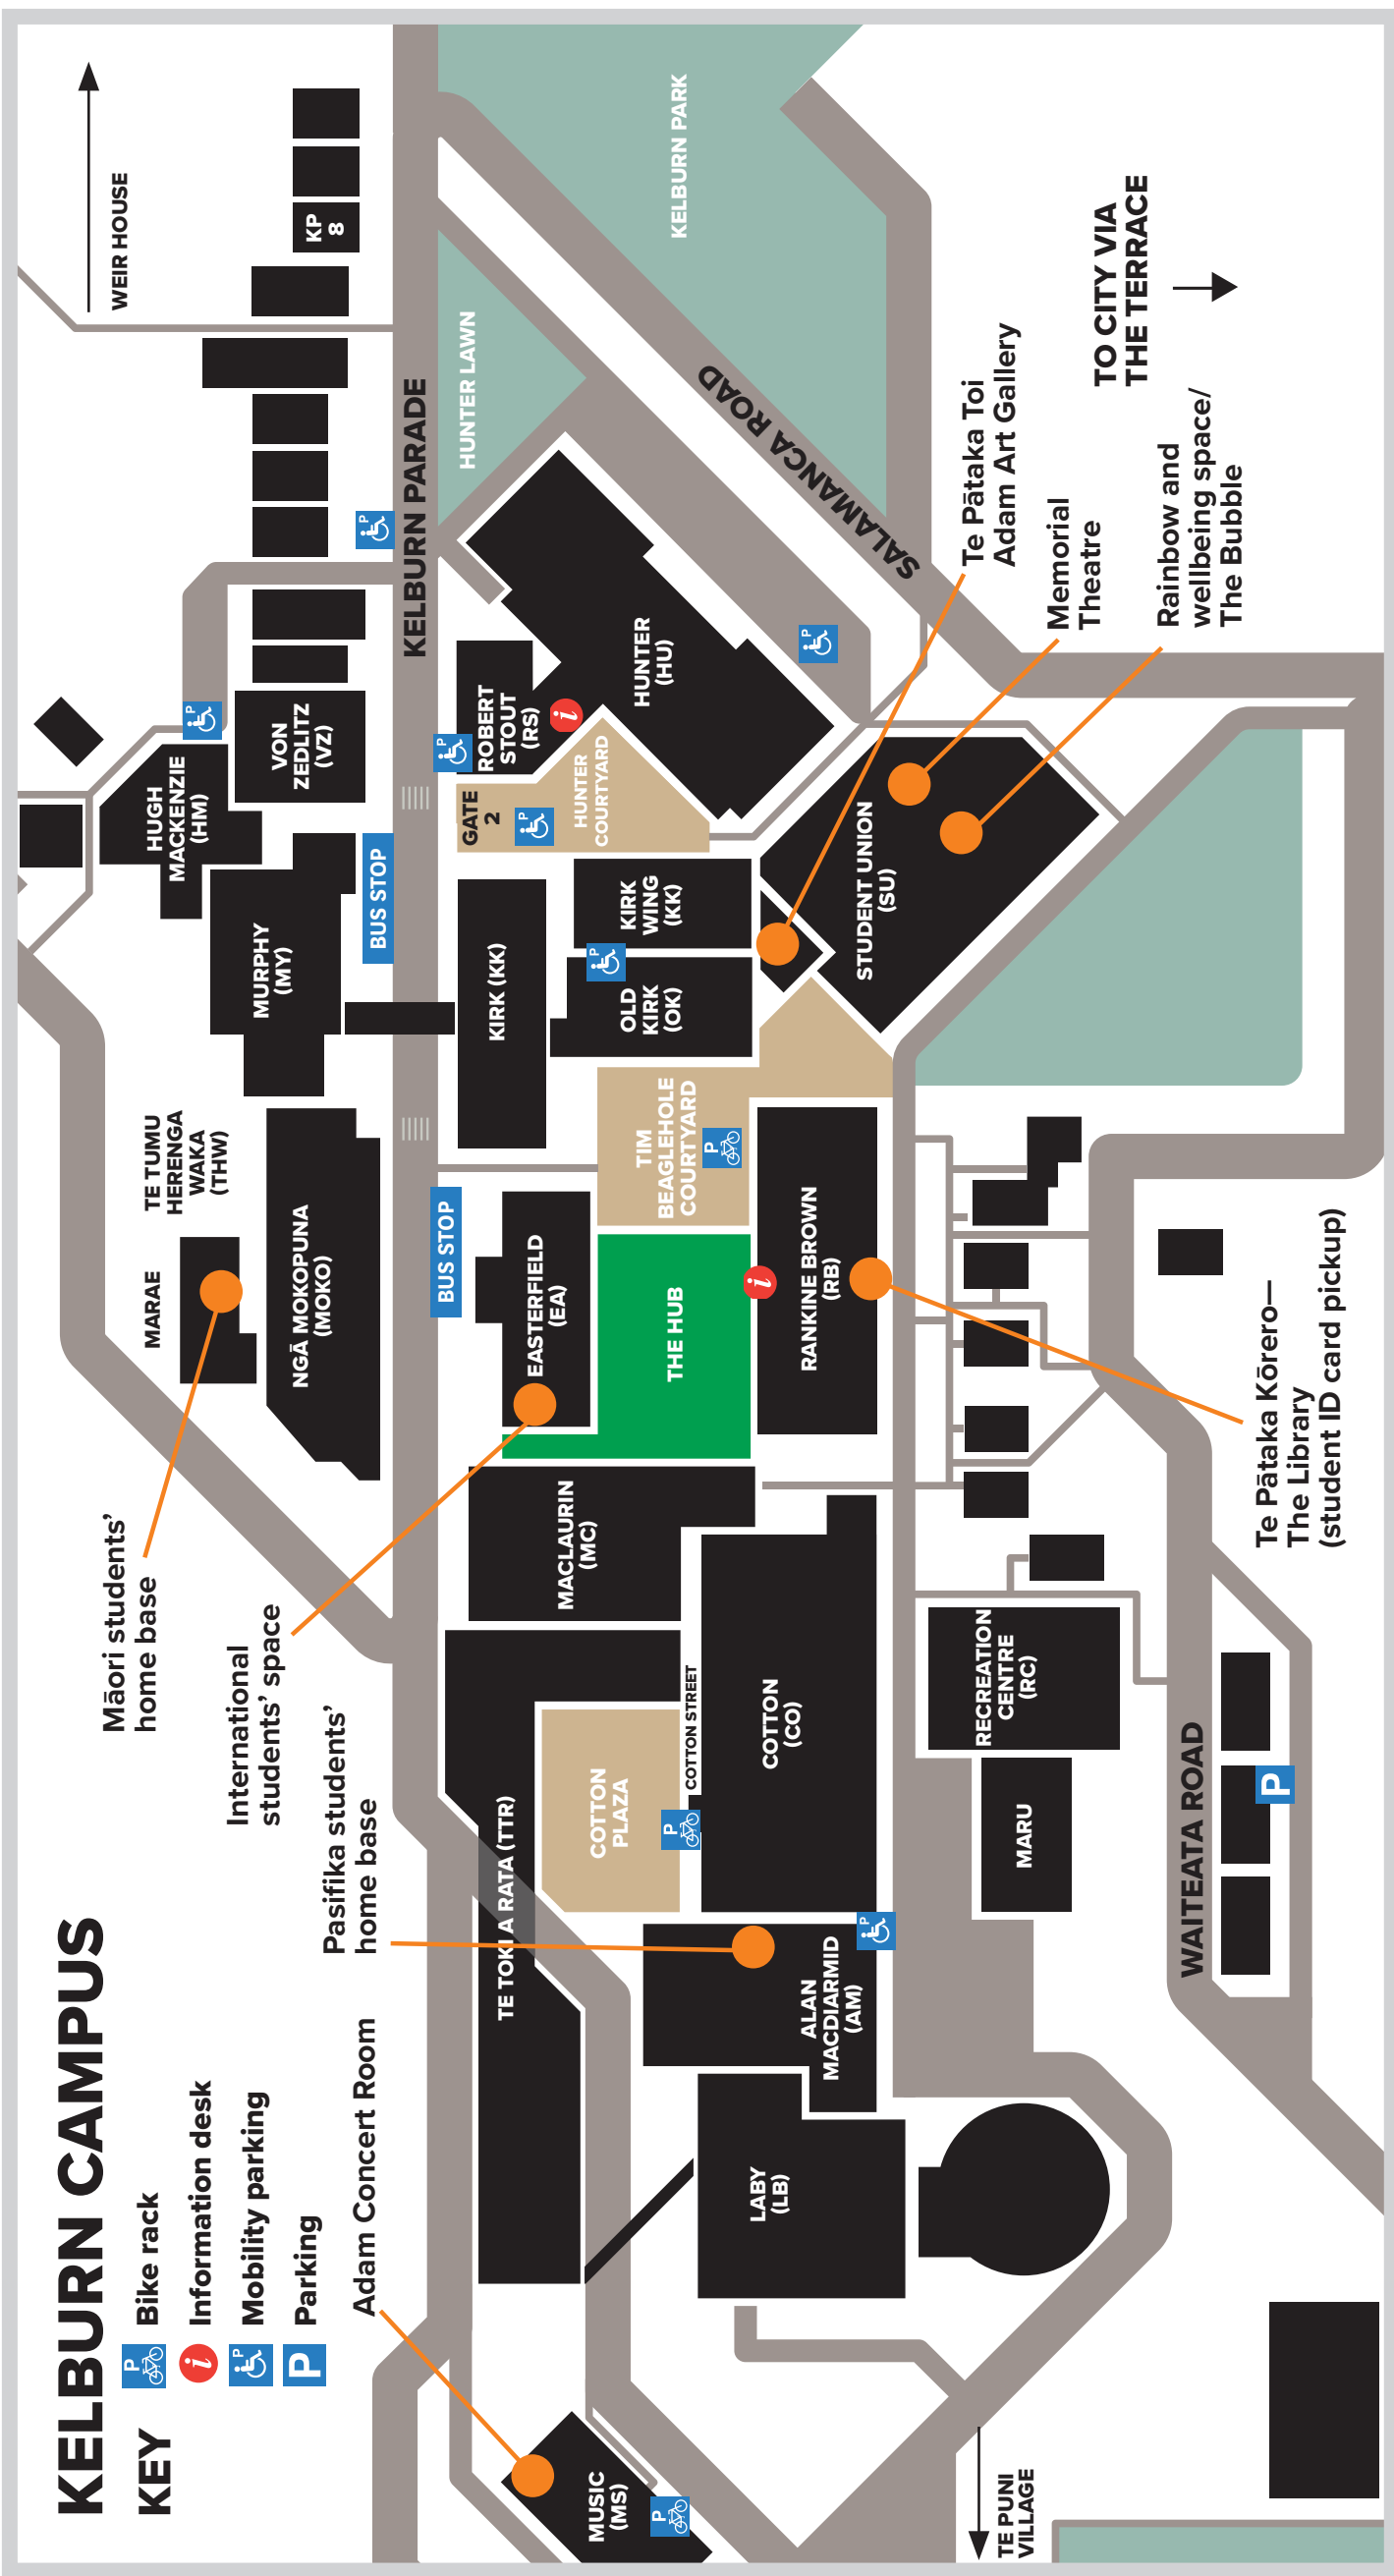 KELBURN CAMPUS
KEY
P
Bike rack
i
Information desk
P
Mobility parking
P
Parking
Adam Concert Room
Pasifika students’
home base
International
students’ space
Māori students’
home base
MARAE
TE TUMU
HERENGA
WAKA
(THW)
NGĀ MOKOPUNA
(MOKO)
MURPHY
(MY)
HUGH
MACKENZIE
(HM)
P
VON
ZEDLITZ
(VZ)
P
KP
8
WEIR HOUSE
BUS STOP
KELBURN PARADE
BUS STOP
P
GATE
2
P
ROBERT
STOUT
(RS)
i
HUNTER
COURTYARD
HUNTER LAWN
KELBURN PARK
HUNTER
(HU)
P
SALAMANCA ROAD
KIRK (KK)
KIRK
WING
(KK)
P
OLD
KIRK
(OK)
TIM
BEAGLEHOLE
COURTYARD
P
EASTERFIELD
(EA)
THE HUB
i
RANKINE BROWN
(RB)
STUDENT UNION
(SU)
MACLAURIN
(MC)
TE TOKI A RATA (TTR)
COTTON
PLAZA
P
COTTON STREET
COTTON
(CO)
ALAN
MACDIARMID
(AM)
P
LABY
(LB)
MUSIC
(MS)
P
TE PUNI
VILLAGE
MARU
RECREATION
CENTRE
(RC)
WAITEATA ROAD
P
Te Pātaka Kōrero—
The Library
(student ID card pickup)
Te Pātaka Toi
Adam Art Gallery
Memorial
Theatre
Rainbow and
wellbeing space/
The Bubble
TO CITY VIA
THE TERRACE